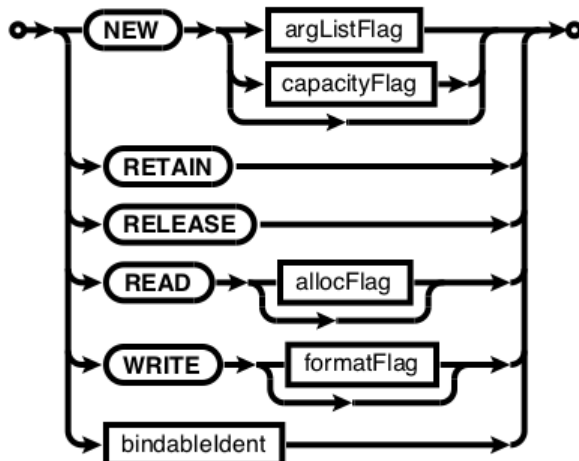 NEW argListFlag
capacityFlag
RETAIN
RELEASE
READ allocFlag
WRITE formatFlag
bindableIdent